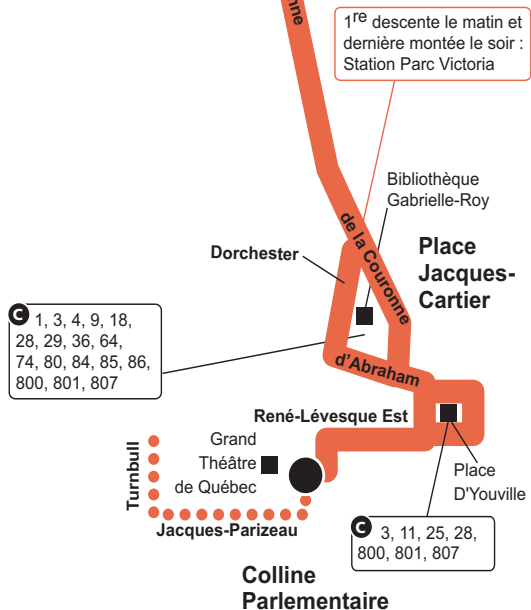 nne
1re descente le matin et
dernière montée le soir :
Station Parc Victoria
Bibliothèque
Gabrielle-Roy
de la Couronne
Dorchester
Place
Jacques-
Cartier
C 1, 3, 4, 9, 18,
28, 29, 36, 64,
74, 80, 84, 85, 86,
800, 801, 807
d'Abraham
René-Lévesque Est
Grand
Théâtre
de Québec
Turnbull
Place
D'Youville
Jacques-Parizeau
C 3, 11, 25, 28,
800, 801, 807
Colline
Parlementaire